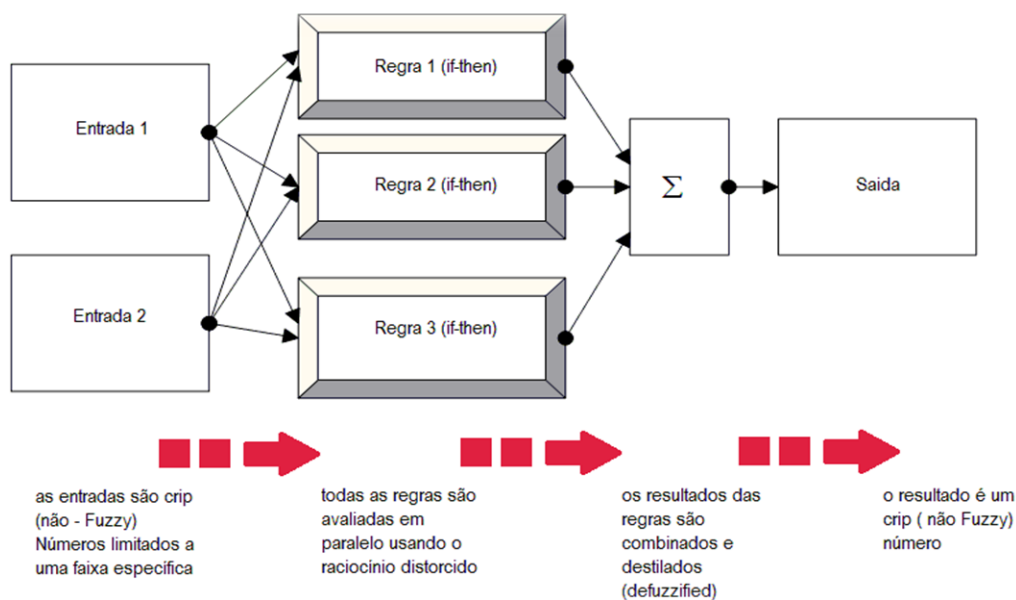 Entrada 1
Entrada 2
Regra 1 (if-then)
Regra 2 (if-then)
Regra 3 (if-then)
Σ
Saida
as entradas são crip
(não - Fuzzy)
Números limitados a
uma faixa especifica
todas as regras são
avaliadas em
paralelo usando o
raciocinio distorcido
os resultados das
regras são
combinados e
destilados
(defuzzified)
o resultado é um
crip ( não Fuzzy)
número